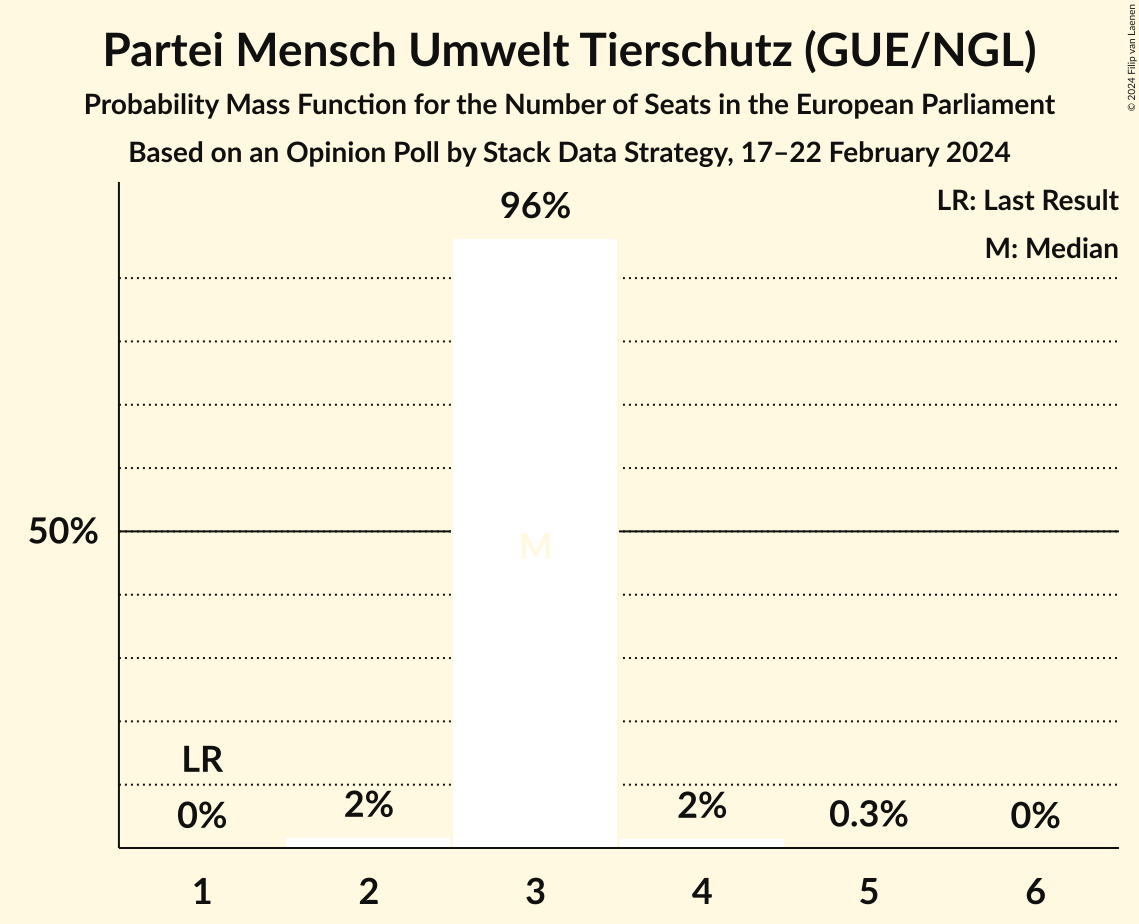 Partei Mensch Umwelt Tierschutz (GUE/NGL)
Probability Mass Function for the Number of Seats in the European Parliament
Based on an Opinion Poll by Stack Data Strategy, 17–22 February 2024
© 2024 Filip van Laenen
LR: Last Result
M: Median
96%
50%
M
LR
0%
2%
2%
0.3%
0%
1 2 3 4 5 6